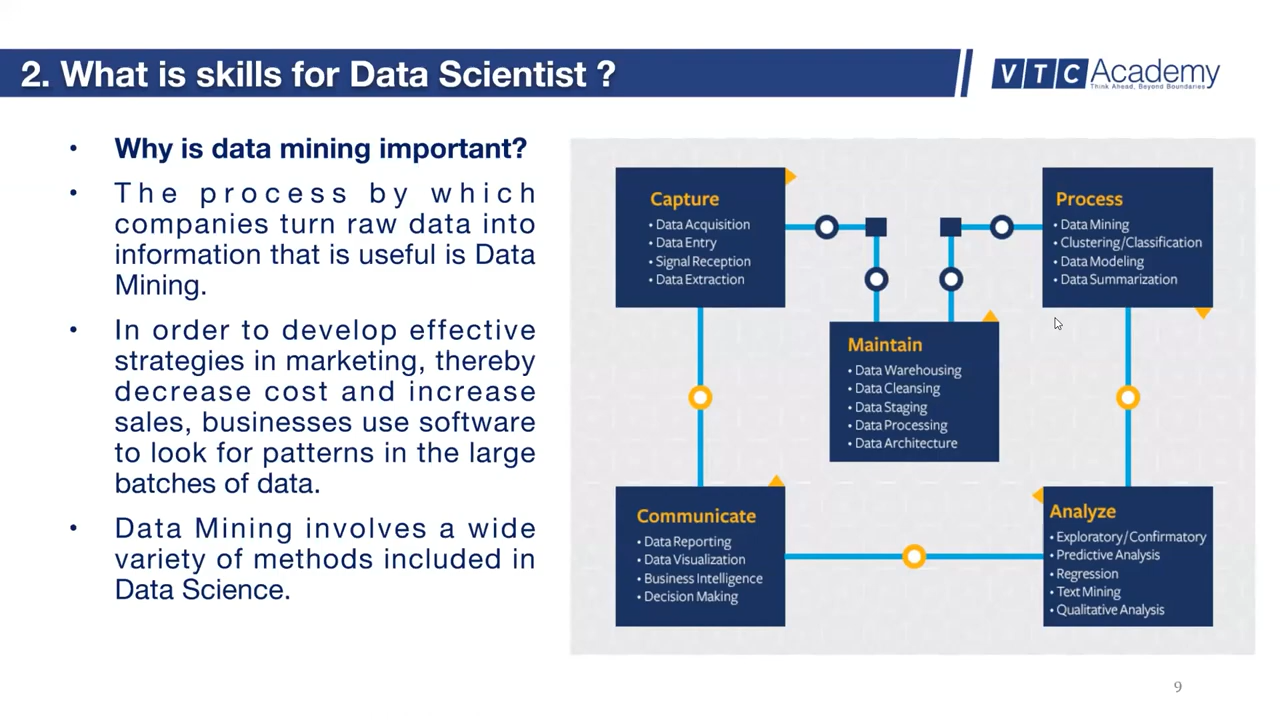 2. What is skills for Data Scientist ?
VTC Academy
Think Ahead, Beyond Boundaries
• Why is data mining important?
• The process by which
companies turn raw data into
information that is useful is Data
Mining.
• In order to develop effective
strategies in marketing, thereby
decrease cost and increase
sales, businesses use software
to look for patterns in the large
batches of data.
• Data Mining involves a wide
variety of methods included in
Data Science.
Capture
• Data Acquisition
• Data Entry
• Signal Reception
• Data Extraction
Process
• Data Mining
• Clustering/Classification
• Data Modeling
• Data Summarization
Maintain
• Data Warehousing
• Data Cleansing
• Data Staging
• Data Processing
• Data Architecture
Communicate
• Data Reporting
• Data Visualization
• Business Intelligence
• Decision Making
Analyze
• Exploratory/Confirmatory
• Predictive Analysis
• Regression
• Text Mining
• Qualitative Analysis
9